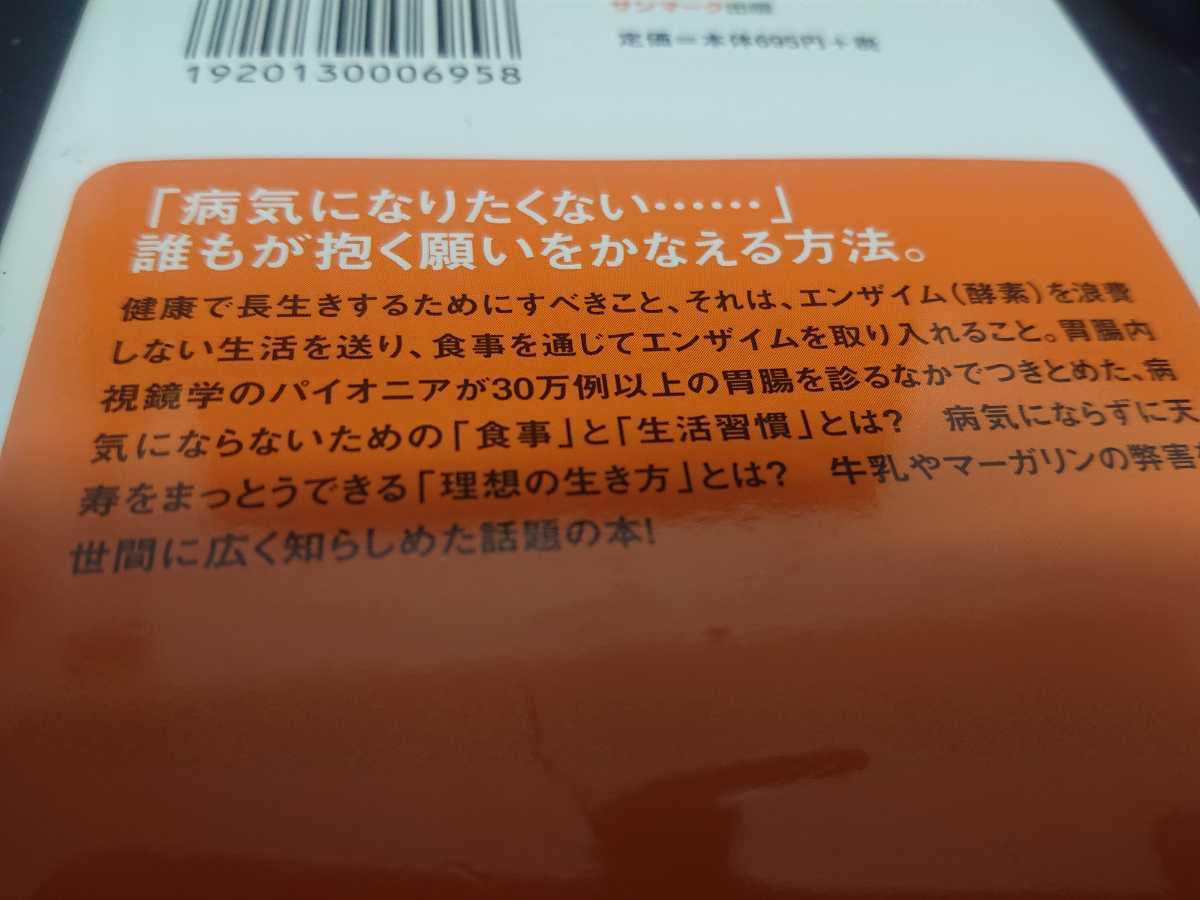 サンマーク出版
定価=本体695円+税
1920130006958
「病気になりたくない……」
誰もが抱く願いをかなえる方法。
健康で長生きするためにすべきこと、それは、エンザイム(酵素)を浪費
しない生活を送り、食事を通じてエンザイムを取り入れること。胃腸内
視鏡学のパイオニアが30万例以上の胃腸を診るなかでつきとめた、病
気にならないための「食事」と「生活習慣」とは? 病気にならずに天
寿をまっとうできる「理想の生き方」とは? 牛乳やマーガリンの弊害を
世間に広く知らしめた話題の本!